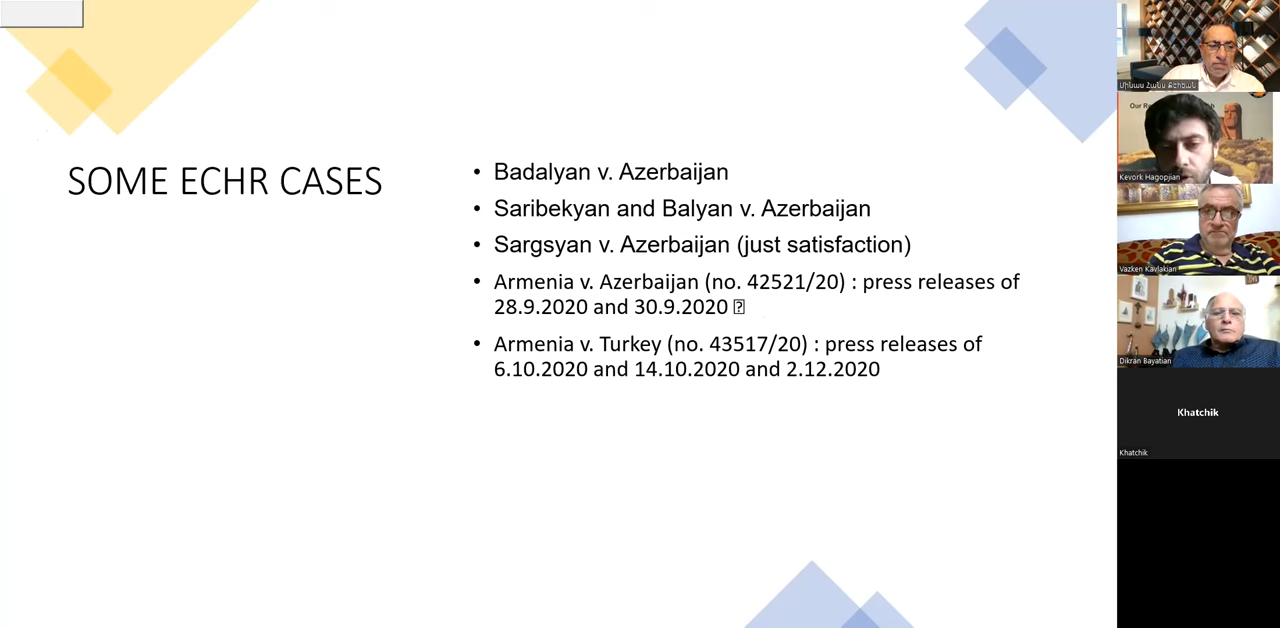 SOME ECHR CASES
• Badalyan v. Azerbaijan
• Saribekyan and Balyan v. Azerbaijan
• Sargsyan v. Azerbaijan (just satisfaction)
• Armenia v. Azerbaijan (no. 42521/20) : press releases of
28.9.2020 and 30.9.2020
• Armenia v. Turkey (no. 43517/20) : press releases of
6.10.2020 and 14.10.2020 and 2.12.2020
Our
Kevork Hagopjian
Vazken Kavlakian
Dikran Bayatian
Khatchik
Khatchik